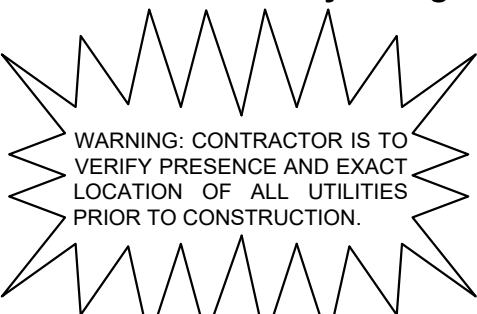 WARNING: CONTRACTOR IS TO
VERIFY PRESENCE AND EXACT
LOCATION OF ALL UTILITIES
PRIOR TO CONSTRUCTION.